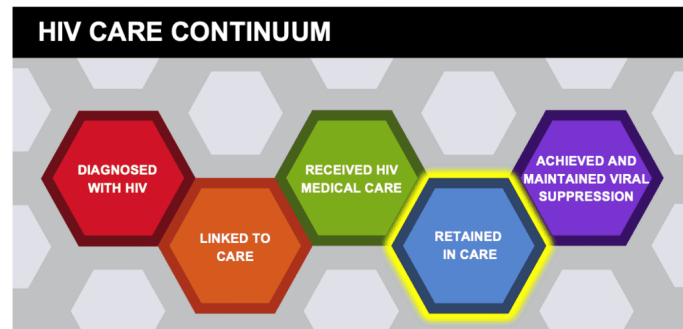 HIV CARE CONTINUUM
DIAGNOSED
WITH HIV
LINKED TO
CARE
RECEIVED HIV
MEDICAL CARE
RETAINED
IN CARE
ACHIEVED AND
MAINTAINED VIRAL
SUPPRESSION